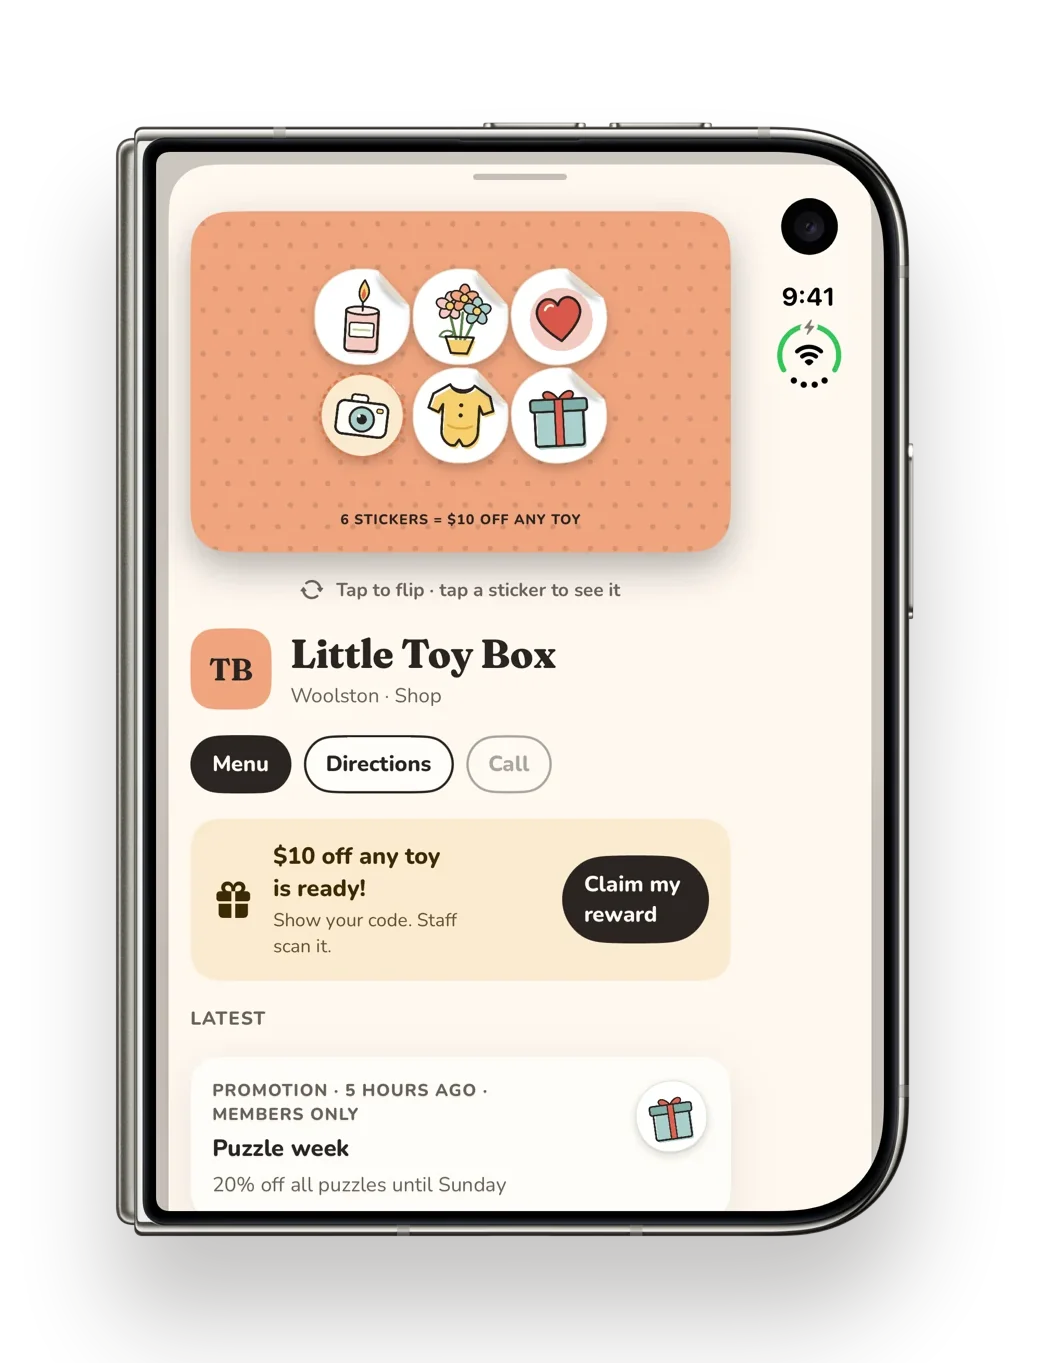 9:41
6 STICKERS = $10 OFF ANY TOY
Tap to flip · tap a sticker to see it
TB
Little Toy Box
Woolston · Shop
Menu
Directions
Call
$10 off any toy
is ready!
Show your code. Staff
scan it.
Claim my
reward
LATEST
PROMOTION · 5 HOURS AGO ·
MEMBERS ONLY
Puzzle week
20% off all puzzles until Sunday